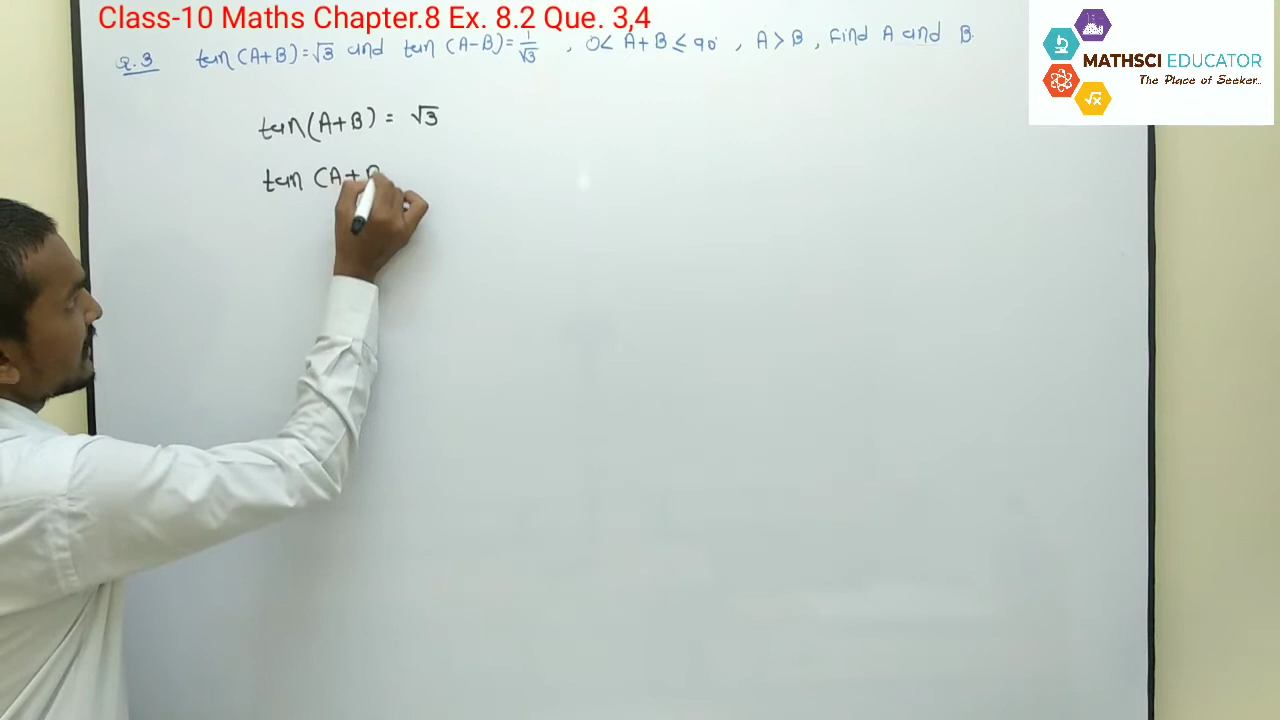 Class-10 Maths Chapter.8 Ex. 8.2 Que. 3,4
Q.3 tan(A+B)=√3 and tan (A-B)=1/√3 , 0< A+B ≤ 90° , A > B , Find A and B.
MATHSCI EDUCATOR
The Place of Seeker...
√x
tan(A+B) = √3
tan (A+B